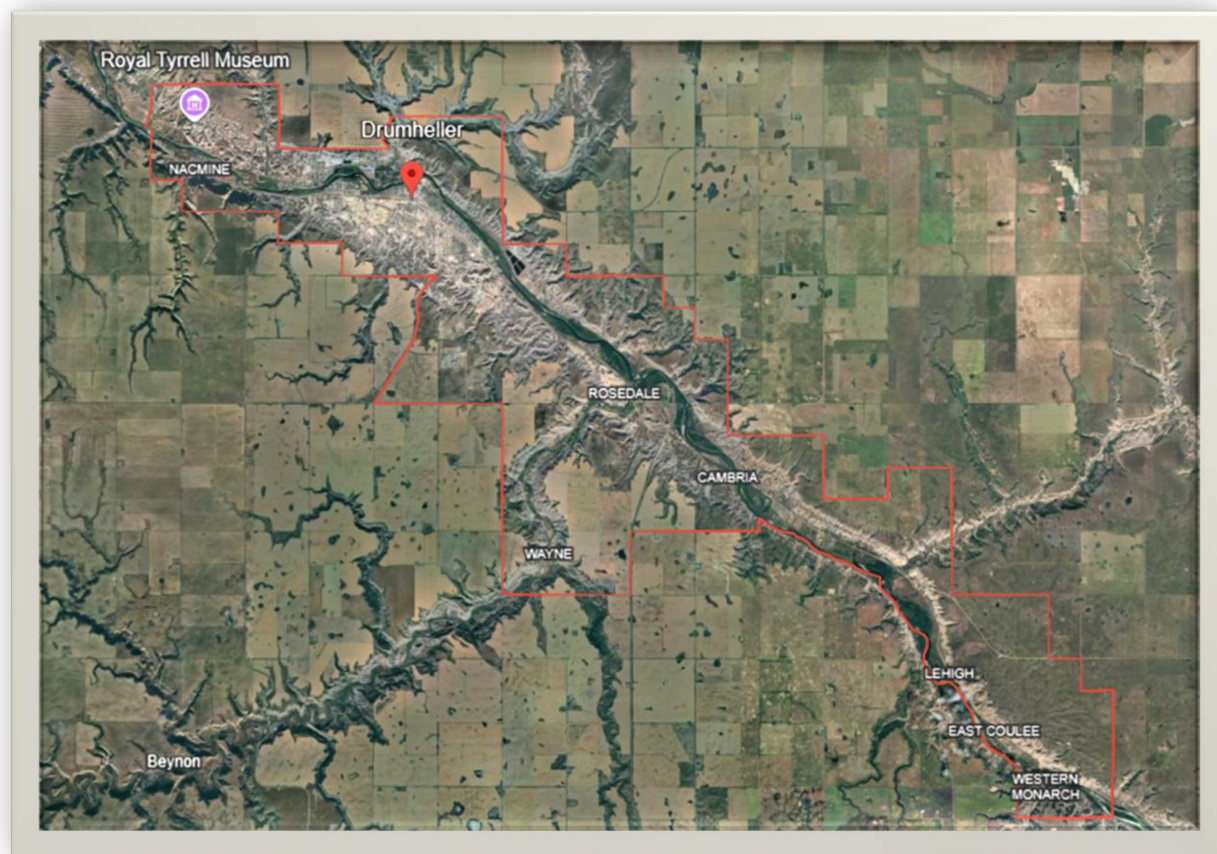 Royal Tyrrell Museum
Drumheller
NACMINE
ROSEDALE
CAMBRIA
WAYNE
LEHIGH
EAST COULEE
Beynon
WESTERN
MONARCH